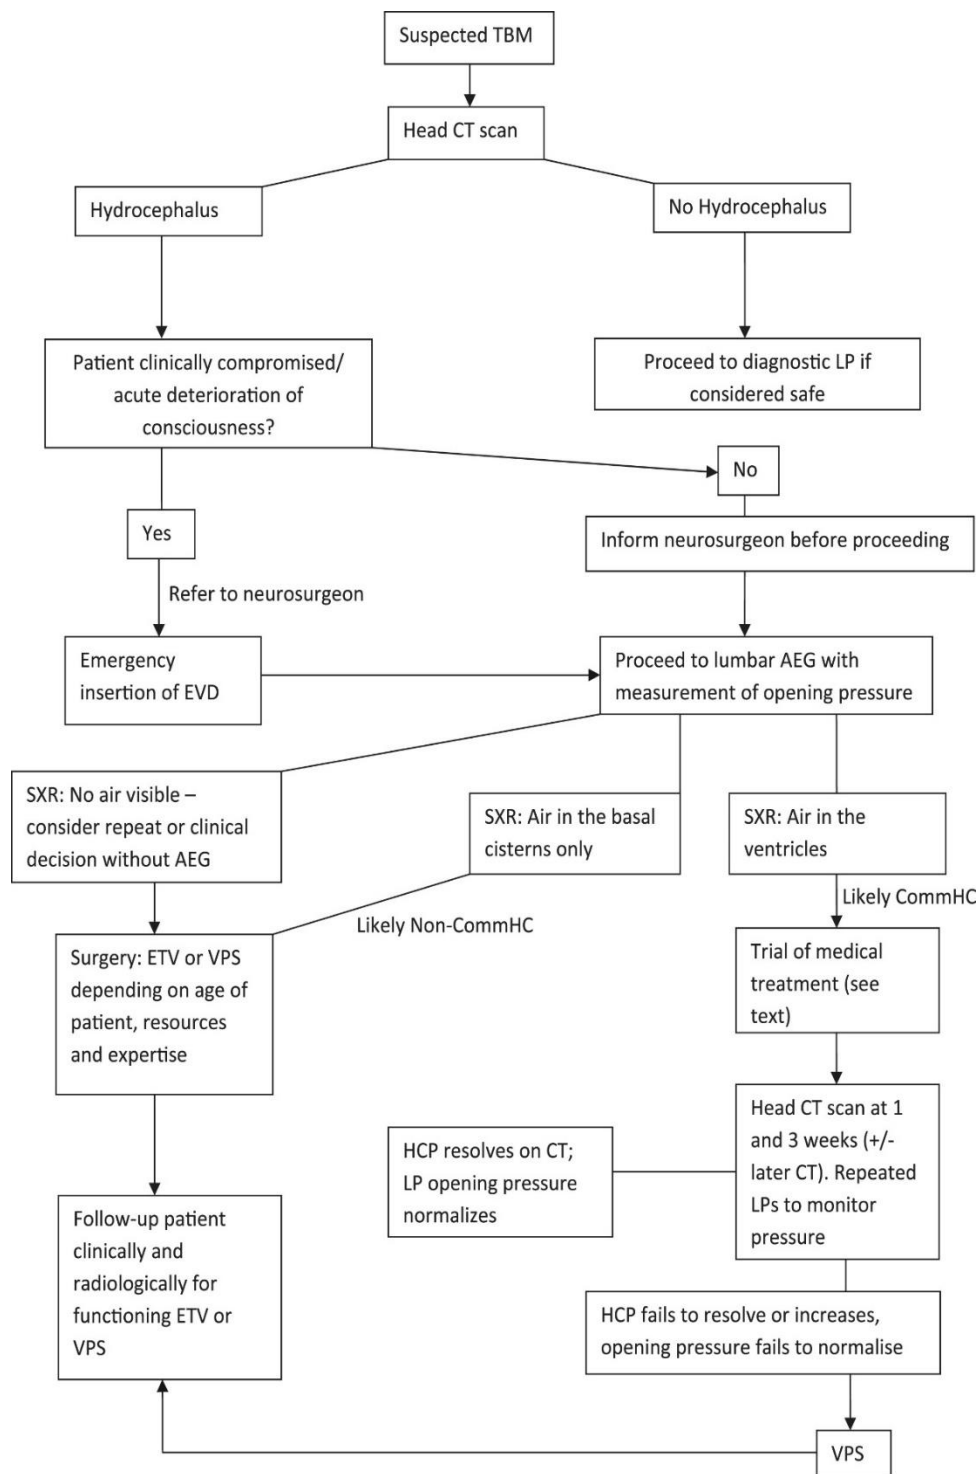 Suspected TBM
Head CT scan
Hydrocephalus
No Hydrocephalus
Patient clinically compromised/
acute deterioration of
consciousness?
Proceed to diagnostic LP if
considered safe
No
Yes
Inform neurosurgeon before proceeding
Refer to neurosurgeon
Emergency
insertion of EVD
Proceed to lumbar AEG with
measurement of opening pressure
SXR: No air visible –
consider repeat or clinical
decision without AEG
SXR: Air in the basal
cisterns only
SXR: Air in the
ventricles
Likely Non-CommHC
Likely CommHC
Surgery: ETV or VPS
depending on age of
patient, resources
and expertise
Trial of medical
treatment (see
text)
HCP resolves on CT;
LP opening pressure
normalizes
Head CT scan at 1
and 3 weeks (+/-
later CT). Repeated
LPs to monitor
pressure
Follow-up patient
clinically and
radiologically for
functioning ETV or
VPS
HCP fails to resolve or increases,
opening pressure fails to normalise
VPS